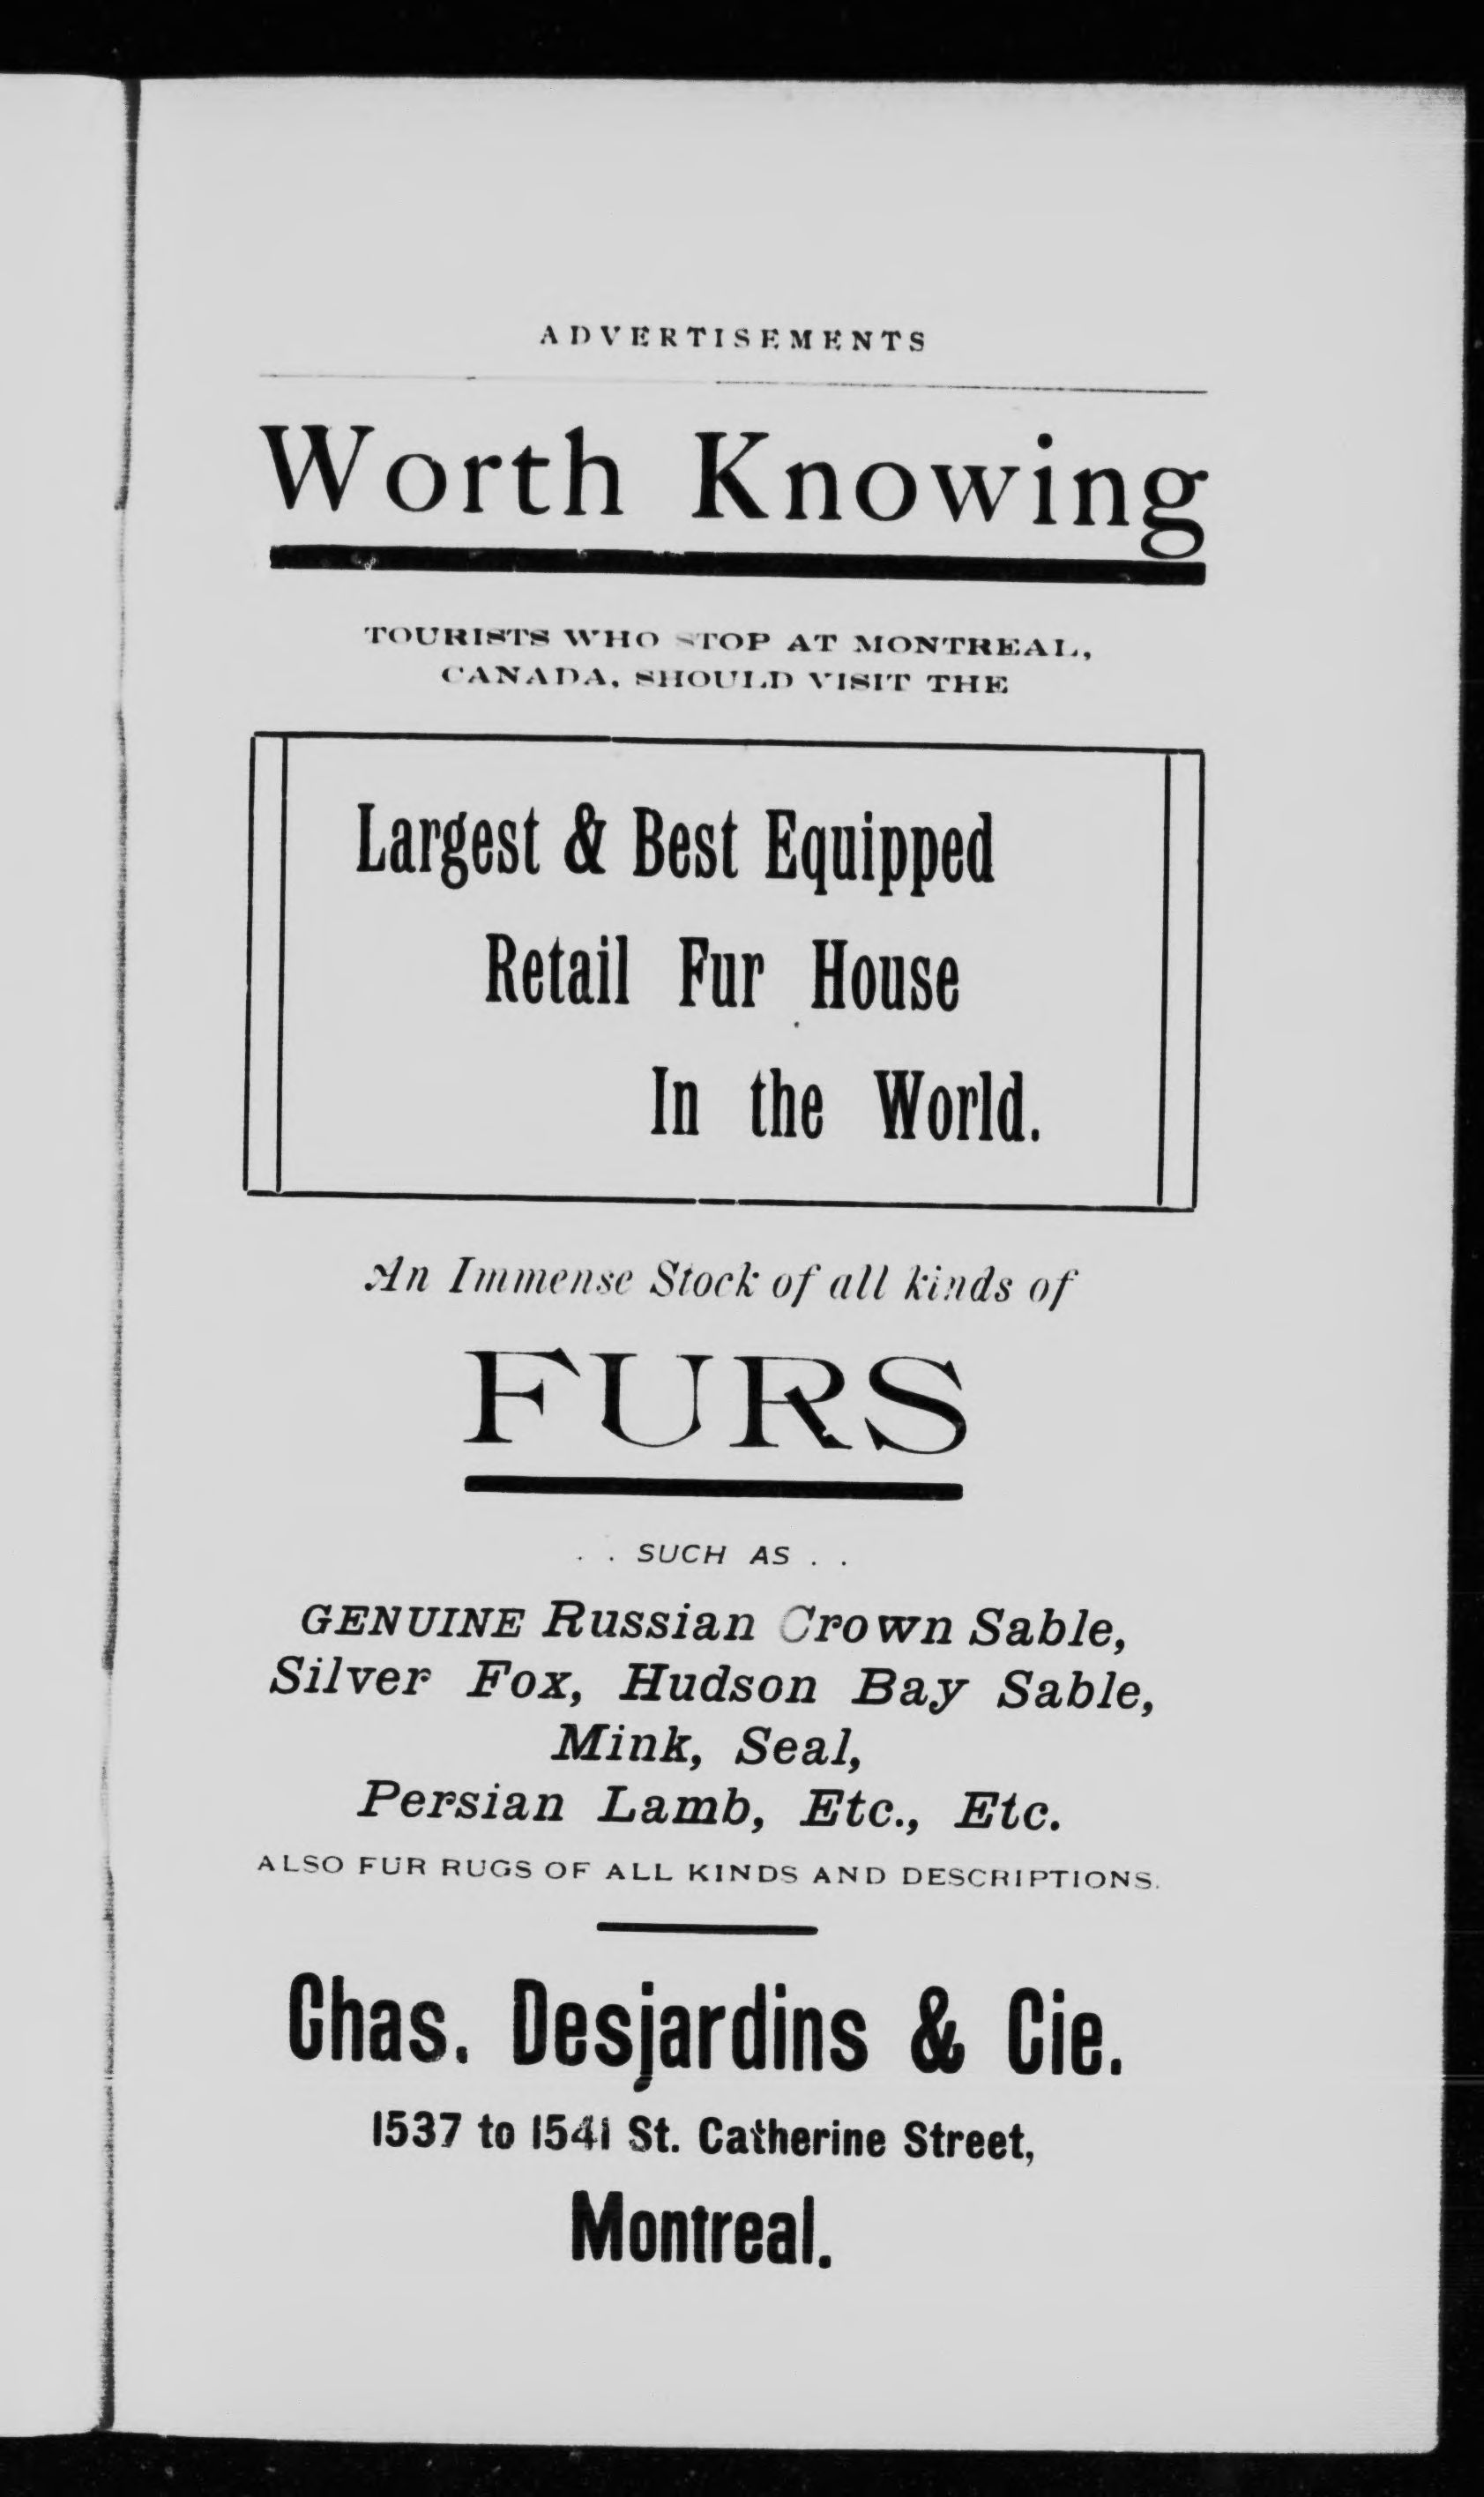 ADVERTISEMENTS
Worth Knowing
TOURISTS WHO STOP AT MONTREAL,
CANADA, SHOULD VISIT THE
Largest & Best Equipped
Retail Fur House
In the World.
An Immense Stock of all kinds of
FURS
. . SUCH AS . .
GENUINE Russian Crown Sable,
Silver Fox, Hudson Bay Sable,
Mink, Seal,
Persian Lamb, Etc., Etc.
ALSO FUR RUGS OF ALL KINDS AND DESCRIPTIONS.
Chas. Desjardins & Cie.
1537 to 1541 St. Catherine Street,
Montreal.